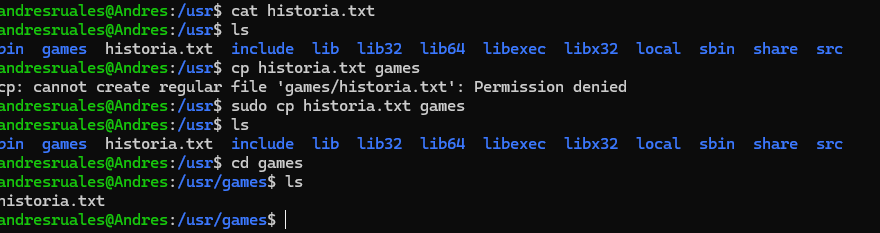 andresruales@Andres:/usr$ cat historia.txt
andresruales@Andres:/usr$ ls
bin  games  historia.txt  include  lib  lib32  lib64  libexec  libx32  local  sbin  share  src
andresruales@Andres:/usr$ cp historia.txt games
cp: cannot create regular file 'games/historia.txt': Permission denied
andresruales@Andres:/usr$ sudo cp historia.txt games
andresruales@Andres:/usr$ ls
bin  games  historia.txt  include  lib  lib32  lib64  libexec  libx32  local  sbin  share  src
andresruales@Andres:/usr$ cd games
andresruales@Andres:/usr/games$ ls
historia.txt
andresruales@Andres:/usr/games$